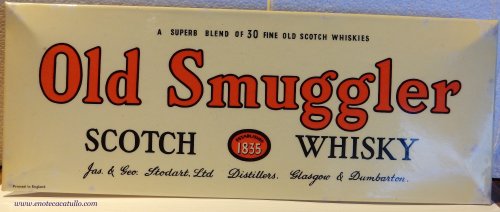 A SUPERB BLEND OF 30 FINE OLD SCOTCH WHISKIES
Old Smuggler
SCOTCH WHISKY
ESTABLISHED
1835
Jas. & Geo. Stodart, Ltd Distillers. Glasgow & Dumbarton.
Printed in England
www.enotecacatullo.com